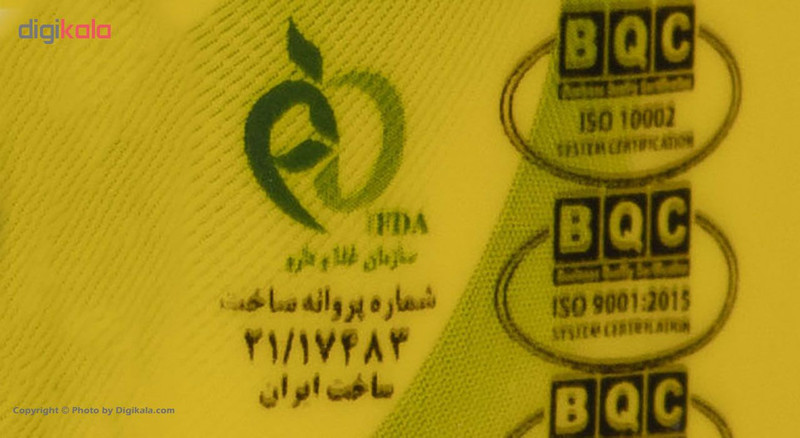 digikala
IFDA
سازمان غذا و دارو
شماره پروانه ساخت
۳۱/۱۷۴۸۳
ساخت ایران
BQC
ISO 10002
SYSTEM CERTIFICATION
BQC
ISO 9001:2015
SYSTEM CERTIFICATION
BQC
Copyright © Photo by Digikala.com